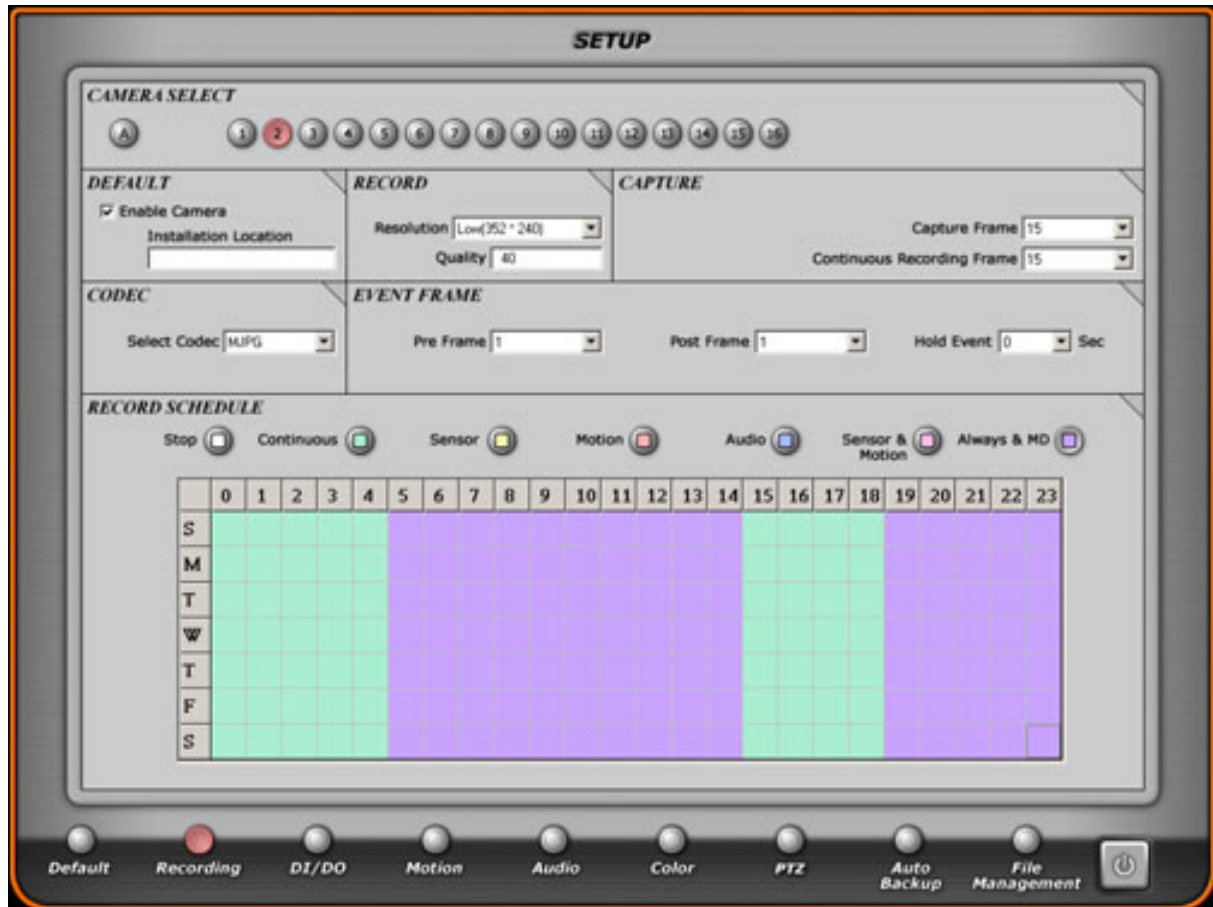 SETUP
CAMERA SELECT
A 1 2 3 4 5 6 7 8 9 10 11 12 13 14 15 16
DEFAULT
Enable Camera
Installation Location
RECORD
Resolution Low(352 * 240)
Quality 40
CAPTURE
Capture Frame 15
Continuous Recording Frame 15
CODEC
Select Codec MJPG
EVENT FRAME
Pre Frame 1 Post Frame 1 Hold Event 0 Sec
RECORD SCHEDULE
Stop Continuous Sensor Motion Audio Sensor & Motion Always & MD
0 1 2 3 4 5 6 7 8 9 10 11 12 13 14 15 16 17 18 19 20 21 22 23
S
M
T
W
T
F
S
Default Recording DI/DO Motion Audio Color PTZ Auto Backup File Management